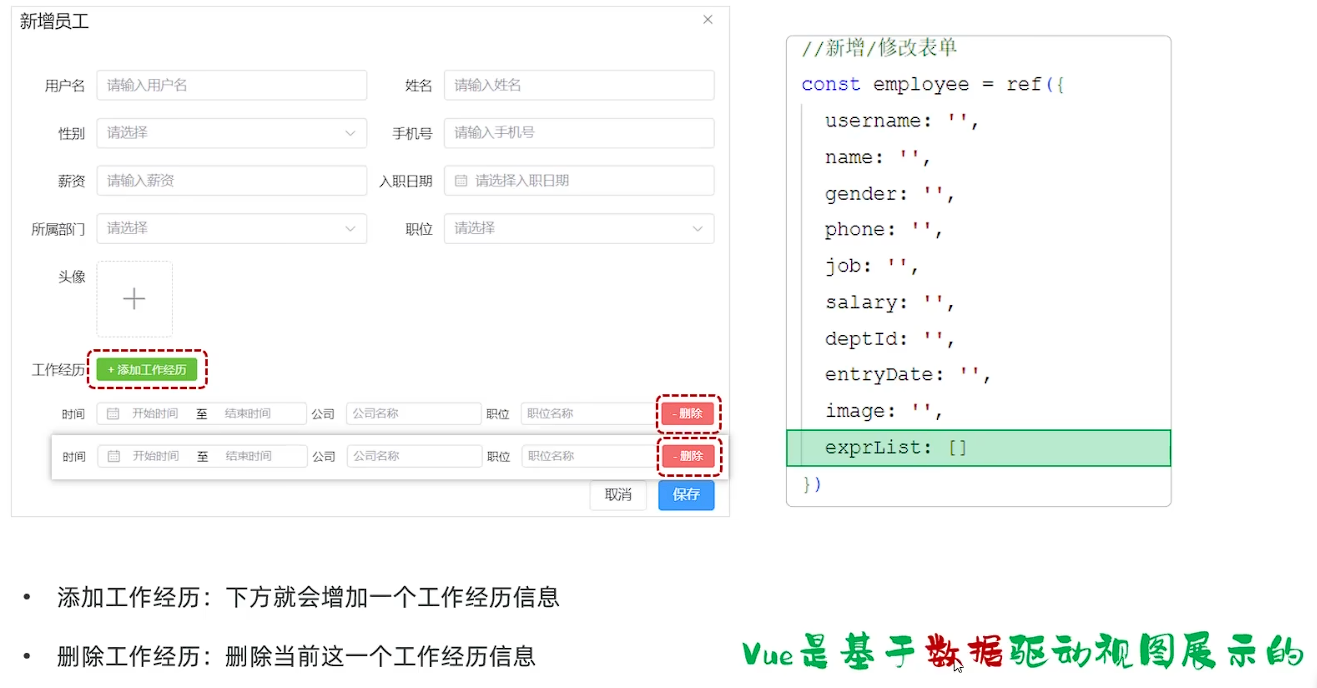 新增员工
用户名 请输入用户名 姓名 请输入姓名
性别 请选择 手机号 请输入手机号
薪资 请输入薪资 入职日期 请选择入职日期
所属部门 请选择 职位 请选择
头像
工作经历 + 添加工作经历
时间 开始时间 至 结束时间 公司 公司名称 职位 职位名称 - 删除
时间 开始时间 至 结束时间 公司 公司名称 职位 职位名称 - 删除
取消 保存
//新增/修改表单
const employee = ref({
username: '',
name: '',
gender: '',
phone: '',
job: '',
salary: '',
deptId: '',
entryDate: '',
image: '',
exprList: []
})
• 添加工作经历：下方就会增加一个工作经历信息
• 删除工作经历：删除当前这一个工作经历信息
Vue是基于数据驱动视图展示的